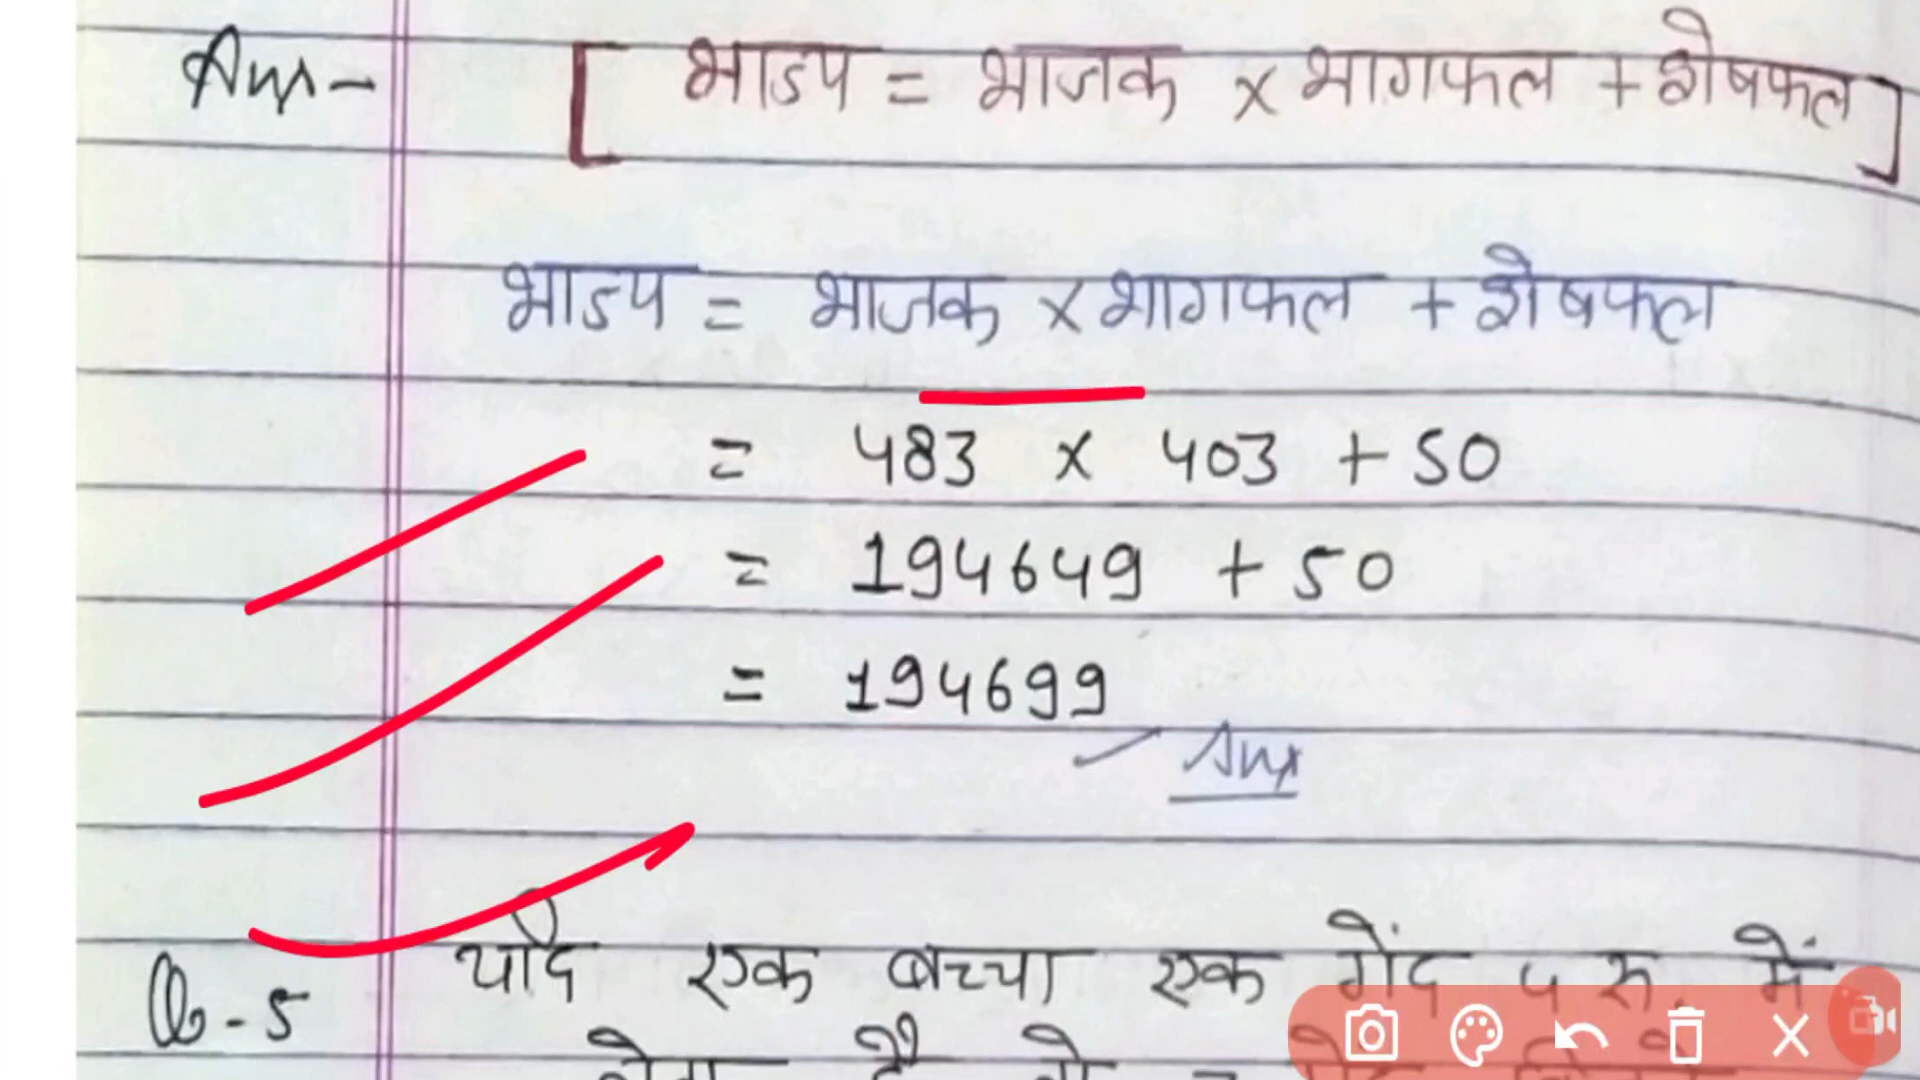 Ans -
[ भाज्य = भाजक × भागफल + शेषफल ]
भाज्य = भाजक × भागफल + शेषफल
= 483 × 403 + 50
= 194649 + 50
= 194699
Ans
Q - 5 यदि एक बच्चा एक गेंद 5 रु. में